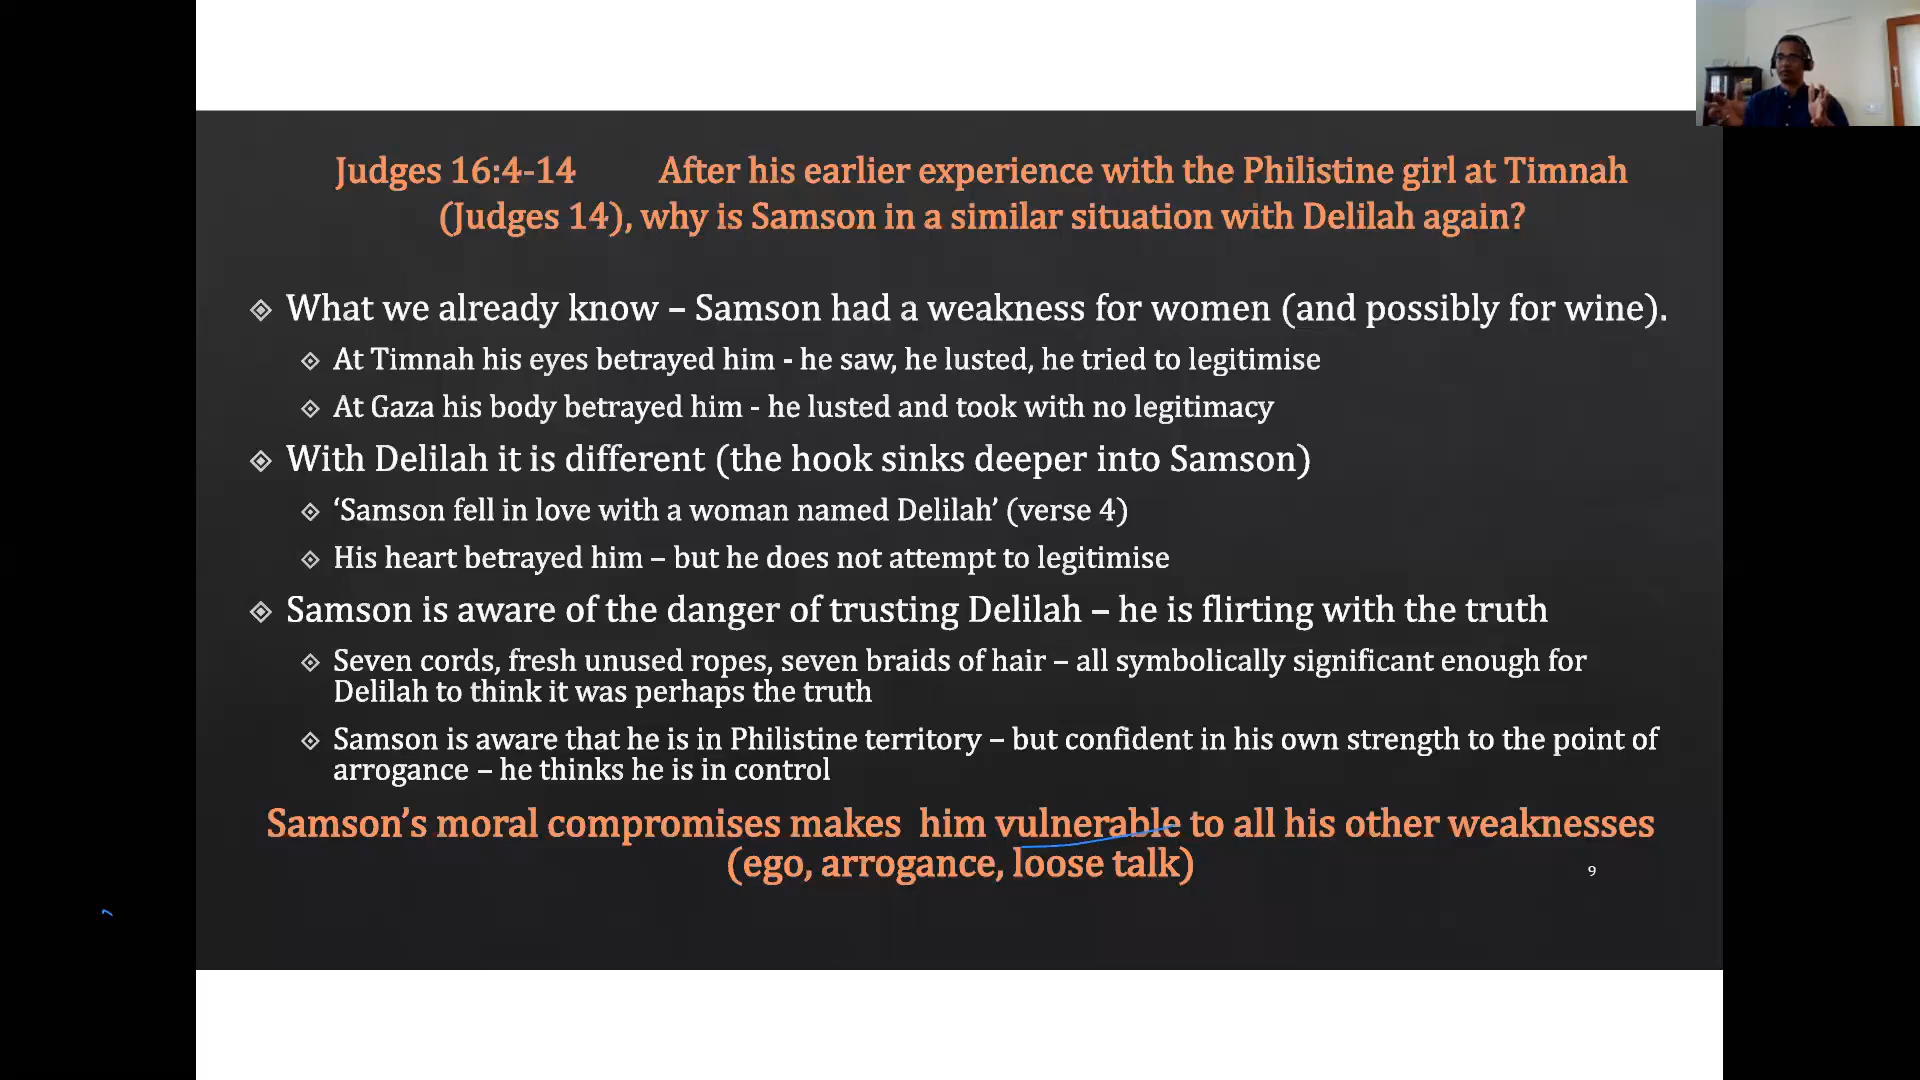 Judges 16:4-14 After his earlier experience with the Philistine girl at Timnah
(Judges 14), why is Samson in a similar situation with Delilah again?
What we already know – Samson had a weakness for women (and possibly for wine).
At Timnah his eyes betrayed him - he saw, he lusted, he tried to legitimise
At Gaza his body betrayed him - he lusted and took with no legitimacy
With Delilah it is different (the hook sinks deeper into Samson)
‘Samson fell in love with a woman named Delilah’ (verse 4)
His heart betrayed him – but he does not attempt to legitimise
Samson is aware of the danger of trusting Delilah – he is flirting with the truth
Seven cords, fresh unused ropes, seven braids of hair – all symbolically significant enough for
Delilah to think it was perhaps the truth
Samson is aware that he is in Philistine territory – but confident in his own strength to the point of
arrogance – he thinks he is in control
Samson’s moral compromises makes him vulnerable to all his other weaknesses
(ego, arrogance, loose talk)
9